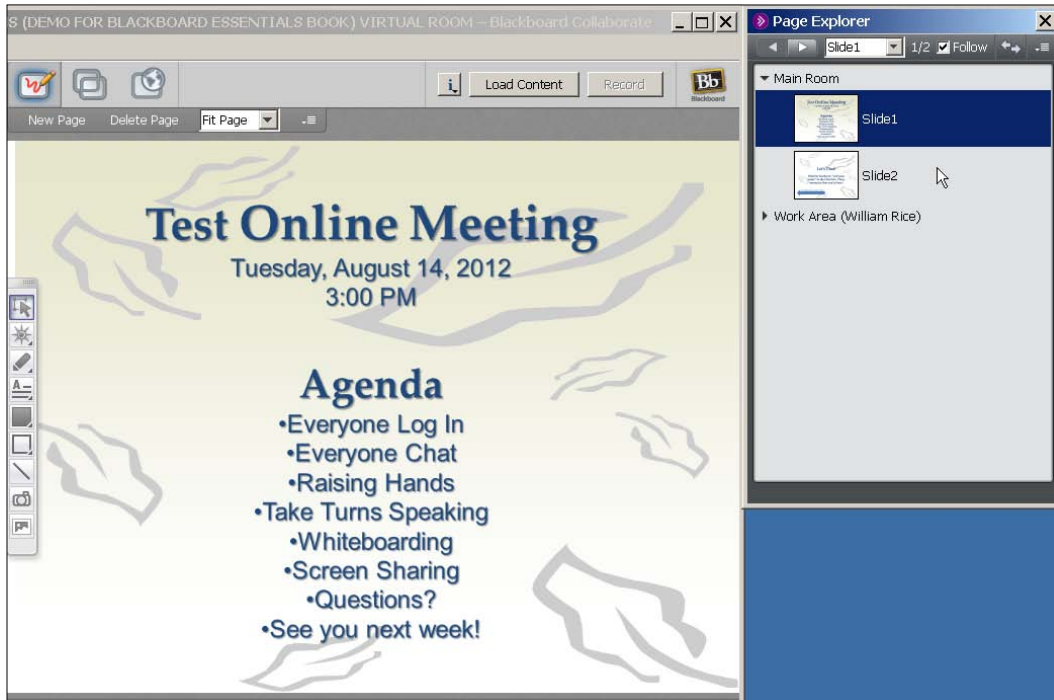 S (DEMO FOR BLACKBOARD ESSENTIALS BOOK) VIRTUAL ROOM – Blackboard Collaborate
Load Content
Record
Bb
Blackboard
New Page
Delete Page
Fit Page
Test Online Meeting
Tuesday, August 14, 2012
3:00 PM
Agenda
•Everyone Log In
•Everyone Chat
•Raising Hands
•Take Turns Speaking
•Whiteboarding
•Screen Sharing
•Questions?
•See you next week!
Page Explorer
Slide1
1/2
Follow
Main Room
Slide1
Slide2
Work Area (William Rice)